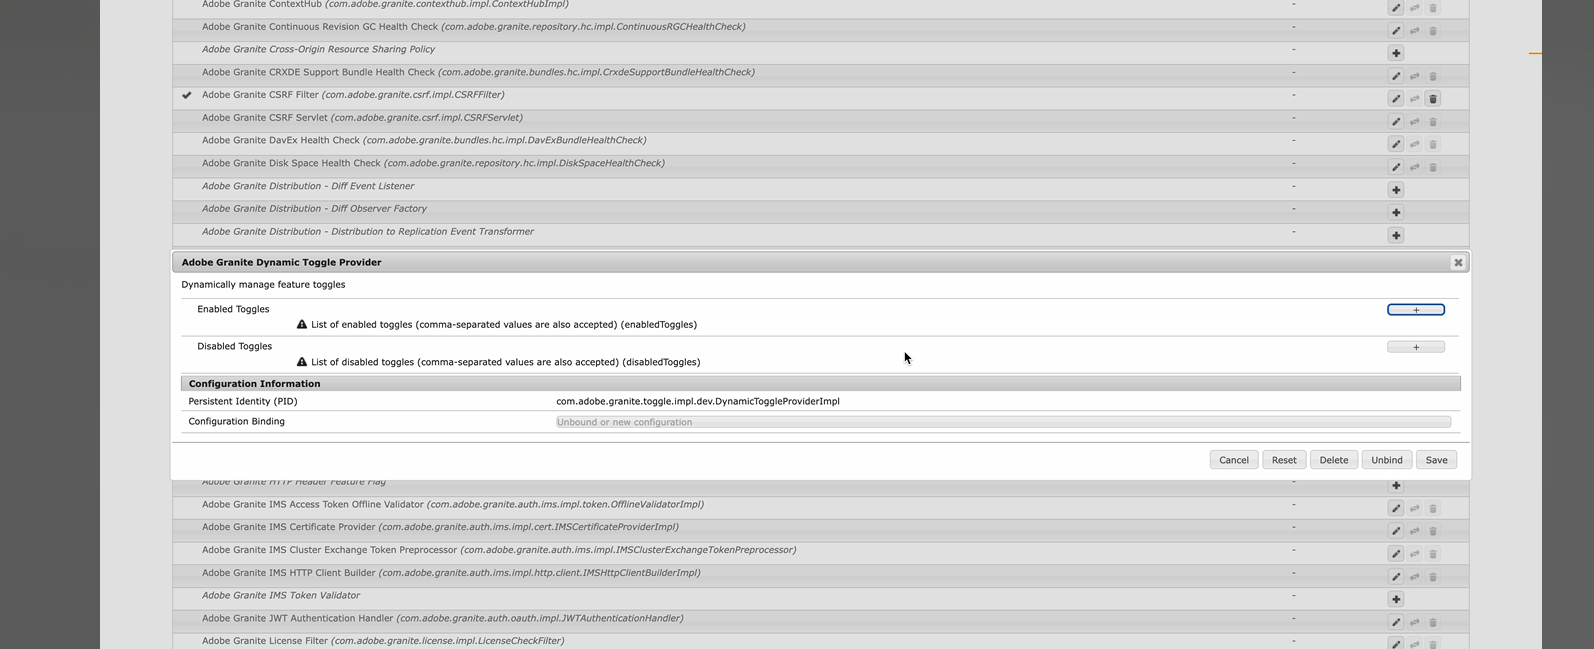 Adobe Granite ContextHub (com.adobe.granite.contexthub.impl.ContextHubImpl) -
Adobe Granite Continuous Revision GC Health Check (com.adobe.granite.repository.hc.impl.ContinuousRGCHealthCheck) -
Adobe Granite Cross-Origin Resource Sharing Policy -
Adobe Granite CRXDE Support Bundle Health Check (com.adobe.granite.bundles.hc.impl.CrxdeSupportBundleHealthCheck) -
Adobe Granite CSRF Filter (com.adobe.granite.csrf.impl.CSRFFilter) -
Adobe Granite CSRF Servlet (com.adobe.granite.csrf.impl.CSRFServlet) -
Adobe Granite DavEx Health Check (com.adobe.granite.bundles.hc.impl.DavExBundleHealthCheck) -
Adobe Granite Disk Space Health Check (com.adobe.granite.repository.hc.impl.DiskSpaceHealthCheck) -
Adobe Granite Distribution - Diff Event Listener -
Adobe Granite Distribution - Diff Observer Factory -
Adobe Granite Distribution - Distribution to Replication Event Transformer -
Adobe Granite Dynamic Toggle Provider
Dynamically manage feature toggles
Enabled Toggles +
List of enabled toggles (comma-separated values are also accepted) (enabledToggles)
Disabled Toggles +
List of disabled toggles (comma-separated values are also accepted) (disabledToggles)
Configuration Information
Persistent Identity (PID) com.adobe.granite.toggle.impl.dev.DynamicToggleProviderImpl
Configuration Binding Unbound or new configuration
Cancel Reset Delete Unbind Save
Adobe Granite HTTP Header Feature Flag
Adobe Granite IMS Access Token Offline Validator (com.adobe.granite.auth.ims.impl.token.OfflineValidatorImpl) -
Adobe Granite IMS Certificate Provider (com.adobe.granite.auth.ims.impl.cert.IMSCertificateProviderImpl) -
Adobe Granite IMS Cluster Exchange Token Preprocessor (com.adobe.granite.auth.ims.impl.IMSClusterExchangeTokenPreprocessor) -
Adobe Granite IMS HTTP Client Builder (com.adobe.granite.auth.ims.impl.http.client.IMSHttpClientBuilderImpl) -
Adobe Granite IMS Token Validator -
Adobe Granite JWT Authentication Handler (com.adobe.granite.auth.oauth.impl.JWTAuthenticationHandler) -
Adobe Granite License Filter (com.adobe.granite.license.impl.LicenseCheckFilter) -